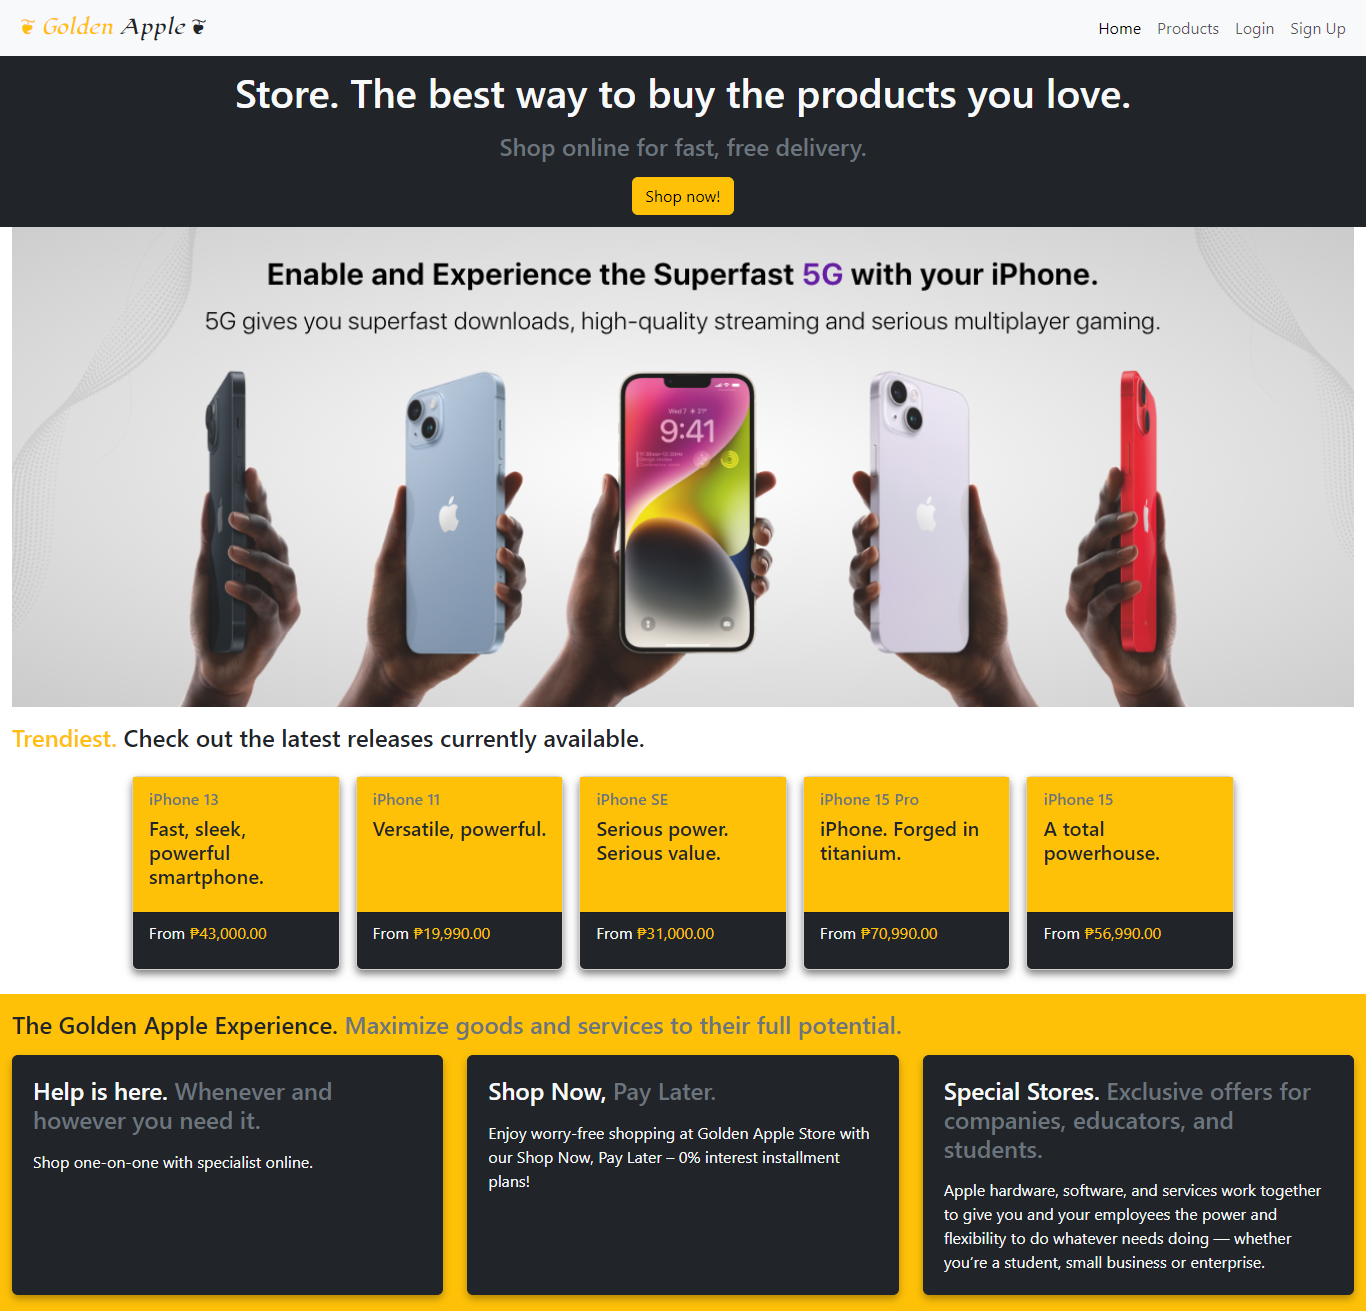 ❦ Golden Apple ❦
Home Products Login Sign Up
Store. The best way to buy the products you love.
Shop online for fast, free delivery.
Shop now!
Enable and Experience the Superfast 5G with your iPhone.
5G gives you superfast downloads, high-quality streaming and serious multiplayer gaming.
Wed 7 ☀ 21°
9:41
Trendiest. Check out the latest releases currently available.
iPhone 13
Fast, sleek,
powerful
smartphone.
From ₱43,000.00
iPhone 11
Versatile, powerful.
From ₱19,990.00
iPhone SE
Serious power.
Serious value.
From ₱31,000.00
iPhone 15 Pro
iPhone. Forged in
titanium.
From ₱70,990.00
iPhone 15
A total
powerhouse.
From ₱56,990.00
The Golden Apple Experience. Maximize goods and services to their full potential.
Help is here. Whenever and
however you need it.
Shop one-on-one with specialist online.
Shop Now, Pay Later.
Enjoy worry-free shopping at Golden Apple Store with
our Shop Now, Pay Later – 0% interest installment
plans!
Special Stores. Exclusive offers for
companies, educators, and
students.
Apple hardware, software, and services work together
to give you and your employees the power and
flexibility to do whatever needs doing — whether
you’re a student, small business or enterprise.